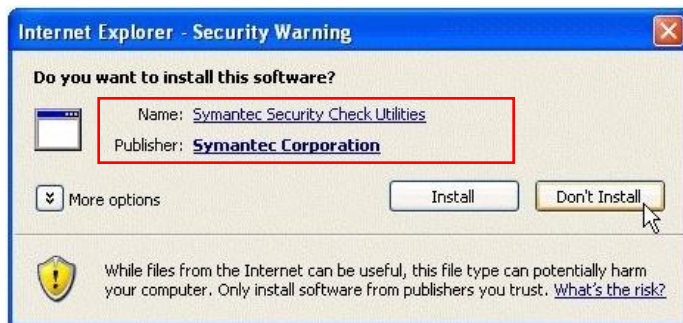 Internet Explorer - Security Warning
Do you want to install this software?
Name: Symantec Security Check Utilities
Publisher: Symantec Corporation
More options
Install
Don't Install
While files from the Internet can be useful, this file type can potentially harm
your computer. Only install software from publishers you trust. What's the risk?